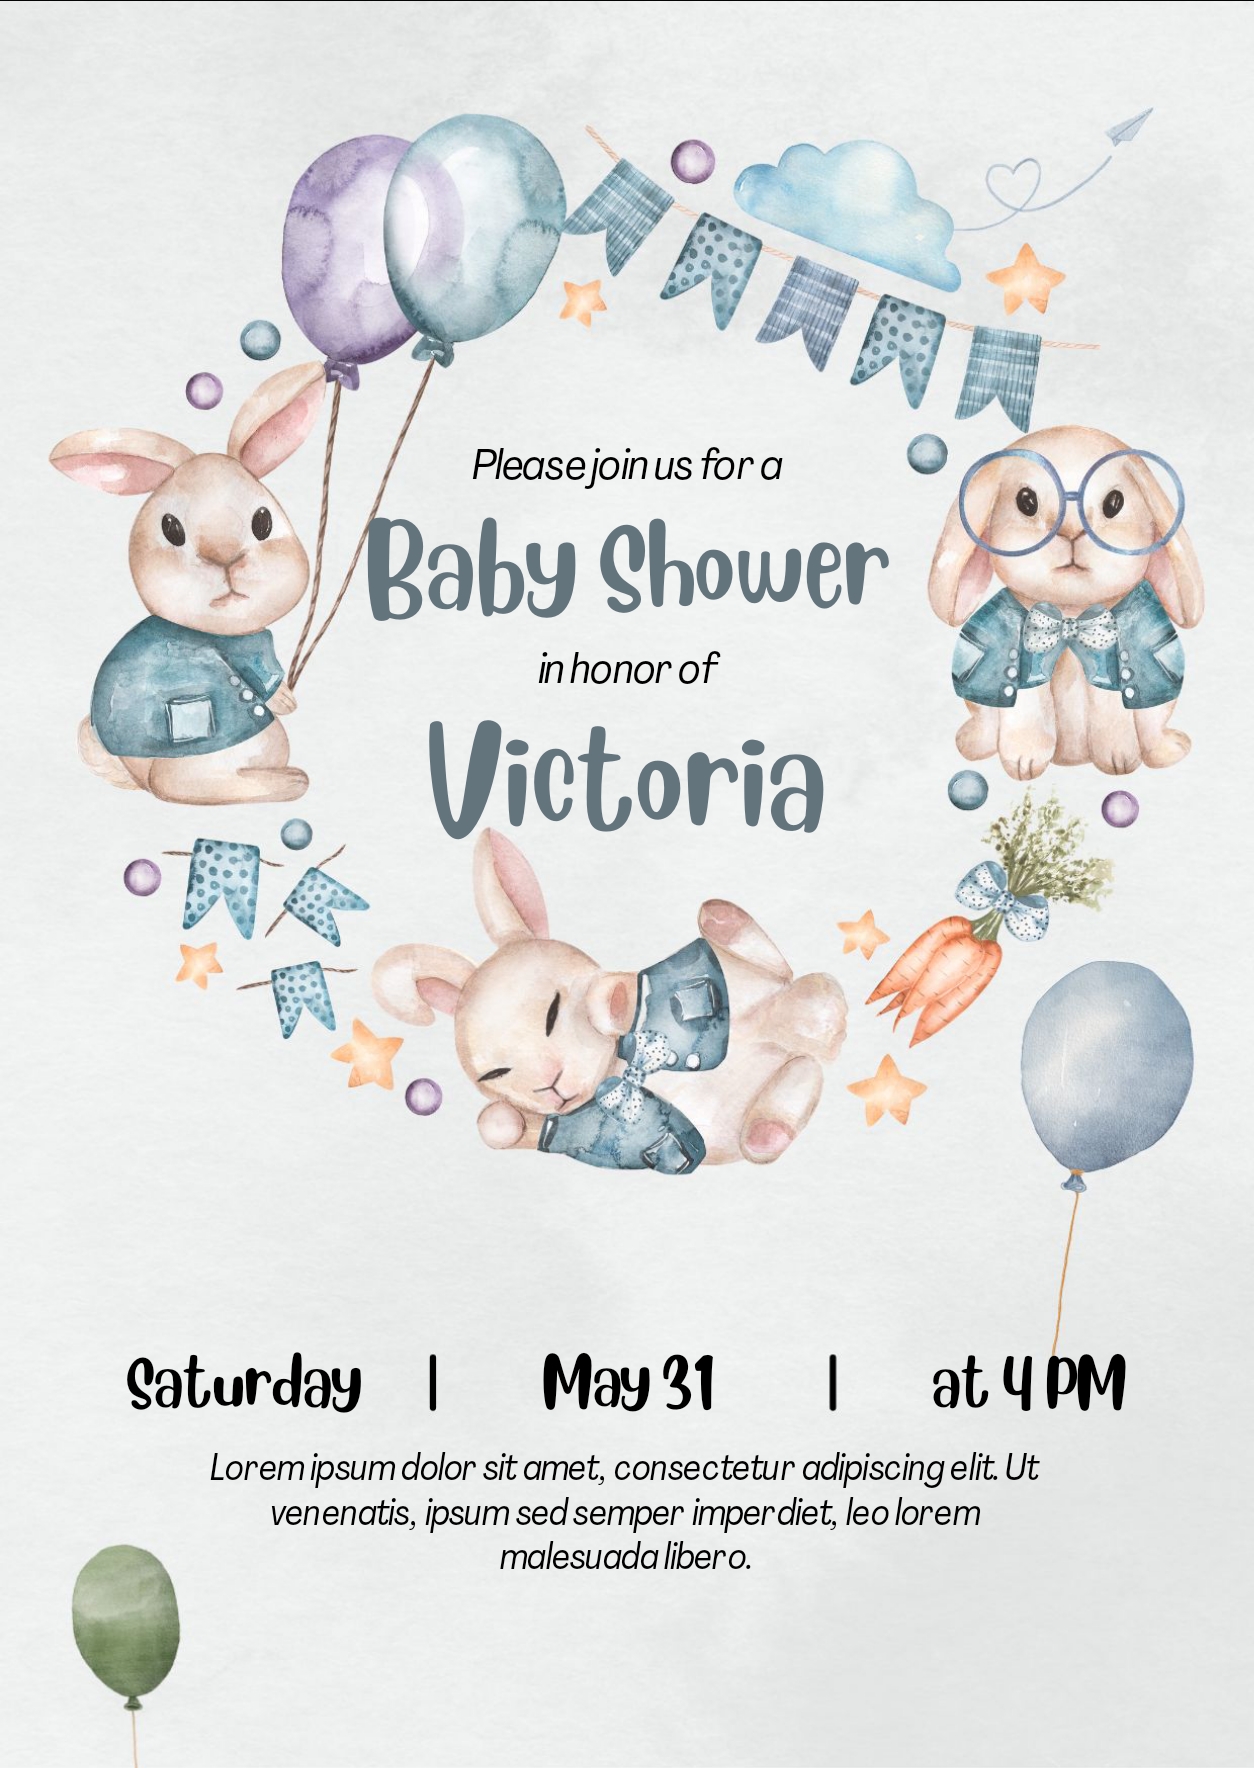 Please join us for a
Baby Shower
in honor of
Victoria
Saturday | May 31 | at 4 PM
Lorem ipsum dolor sit amet, consectetur adipiscing elit. Ut
venenatis, ipsum sed semper imperdiet, leo lorem
malesuada libero.